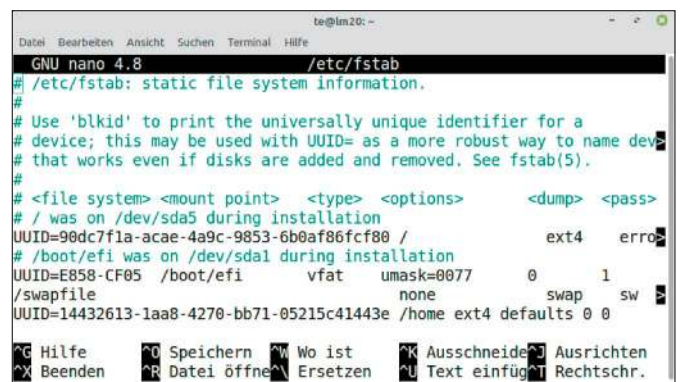 te@lm20: ~
Datei Bearbeiten Ansicht Suchen Terminal Hilfe
GNU nano 4.8 /etc/fstab
# /etc/fstab: static file system information.
#
# Use 'blkid' to print the universally unique identifier for a
# device; this may be used with UUID= as a more robust way to name dev>
# that works even if disks are added and removed. See fstab(5).
#
# <file system> <mount point> <type> <options> <dump> <pass>
# / was on /dev/sda5 during installation
UUID=90dc7f1a-acae-4a9c-9853-6b0af86fcf80 / ext4 erro>
# /boot/efi was on /dev/sda1 during installation
UUID=E858-CF05 /boot/efi vfat umask=0077 0 1
/swapfile none swap sw >
UUID=14432613-1aa8-4270-bb71-05215c41443e /home ext4 defaults 0 0
^G Hilfe ^O Speichern ^W Wo ist ^K Ausschneide ^J Ausrichten
^X Beenden ^R Datei öffne ^\ Ersetzen ^U Text einfüg ^T Rechtschr.